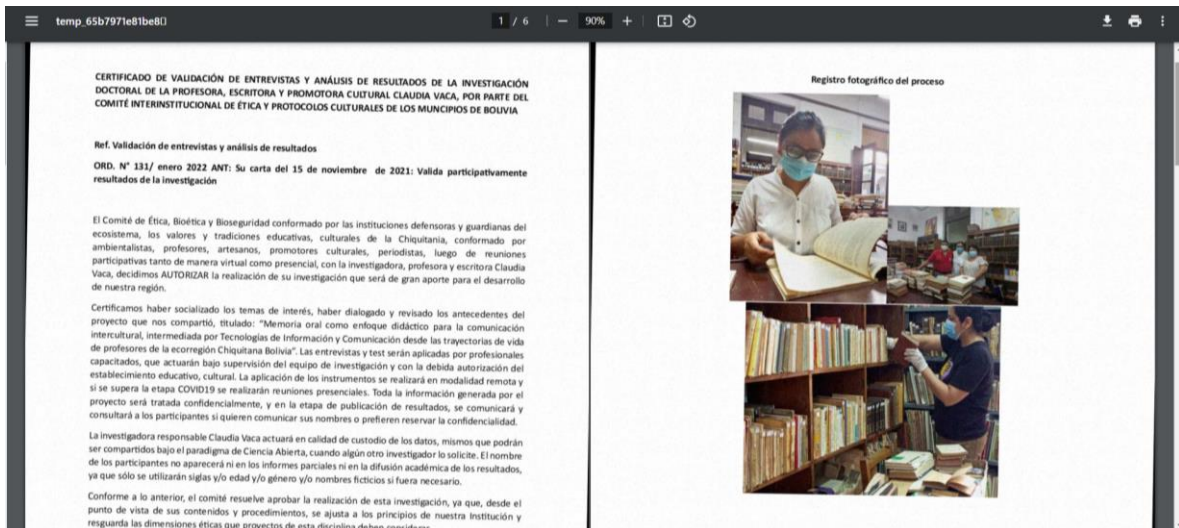 temp_65b7971e81be8
1 / 6
90%
CERTIFICADO DE VALIDACIÓN DE ENTREVISTAS Y ANÁLISIS DE RESULTADOS DE LA INVESTIGACIÓN
DOCTORAL DE LA PROFESORA, ESCRITORA Y PROMOTORA CULTURAL CLAUDIA VACA, POR PARTE DEL
COMITÉ INTERINSTITUCIONAL DE ÉTICA Y PROTOCOLOS CULTURALES DE LOS MUNCIPIOS DE BOLIVIA
Ref. Validación de entrevistas y análisis de resultados
ORD. N° 131/ enero 2022 ANT: Su carta del 15 de noviembre de 2021: Valida participativamente
resultados de la investigación
El Comité de Ética, Bioética y Bioseguridad conformado por las instituciones defensoras y guardianas del
ecosistema, los valores y tradiciones educativas, culturales de la Chiquitania, conformado por
ambientalistas, profesores, artesanos, promotores culturales, periodistas, luego de reuniones
participativas tanto de manera virtual como presencial, con la investigadora, profesora y escritora Claudia
Vaca, decidimos AUTORIZAR la realización de su investigación que será de gran aporte para el desarrollo
de nuestra región.
Certificamos haber socializado los temas de interés, haber dialogado y revisado los antecedentes del
proyecto que nos compartió, titulado: "Memoria oral como enfoque didáctico para la comunicación
intercultural, intermediada por Tecnologías de Información y Comunicación desde las trayectorias de vida
de profesores de la ecorregión Chiquitana Bolivia". Las entrevistas y test serán aplicadas por profesionales
capacitados, que actuarán bajo supervisión del equipo de investigación y con la debida autorización del
establecimiento educativo, cultural. La aplicación de los instrumentos se realizará en modalidad remota y
si se supera la etapa COVID19 se realizarán reuniones presenciales. Toda la información generada por el
proyecto será tratada confidencialmente, y en la etapa de publicación de resultados, se comunicará y
consultará a los participantes si quieren comunicar sus nombres o prefieren reservar la confidencialidad.
La investigadora responsable Claudia Vaca actuará en calidad de custodio de los datos, mismos que podrán
ser compartidos bajo el paradigma de Ciencia Abierta, cuando algún otro investigador lo solicite. El nombre
de los participantes no aparecerá ni en los informes parciales ni en la difusión académica de los resultados,
ya que sólo se utilizarán siglas y/o edad y/o género y/o nombres ficticios si fuera necesario.
Conforme a lo anterior, el comité resuelve aprobar la realización de esta investigación, ya que, desde el
punto de vista de sus contenidos y procedimientos, se ajusta a los principios de nuestra Institución y
resguarda las dimensiones éticas que proyectos de esta disciplina deben considerar
Registro fotográfico del proceso